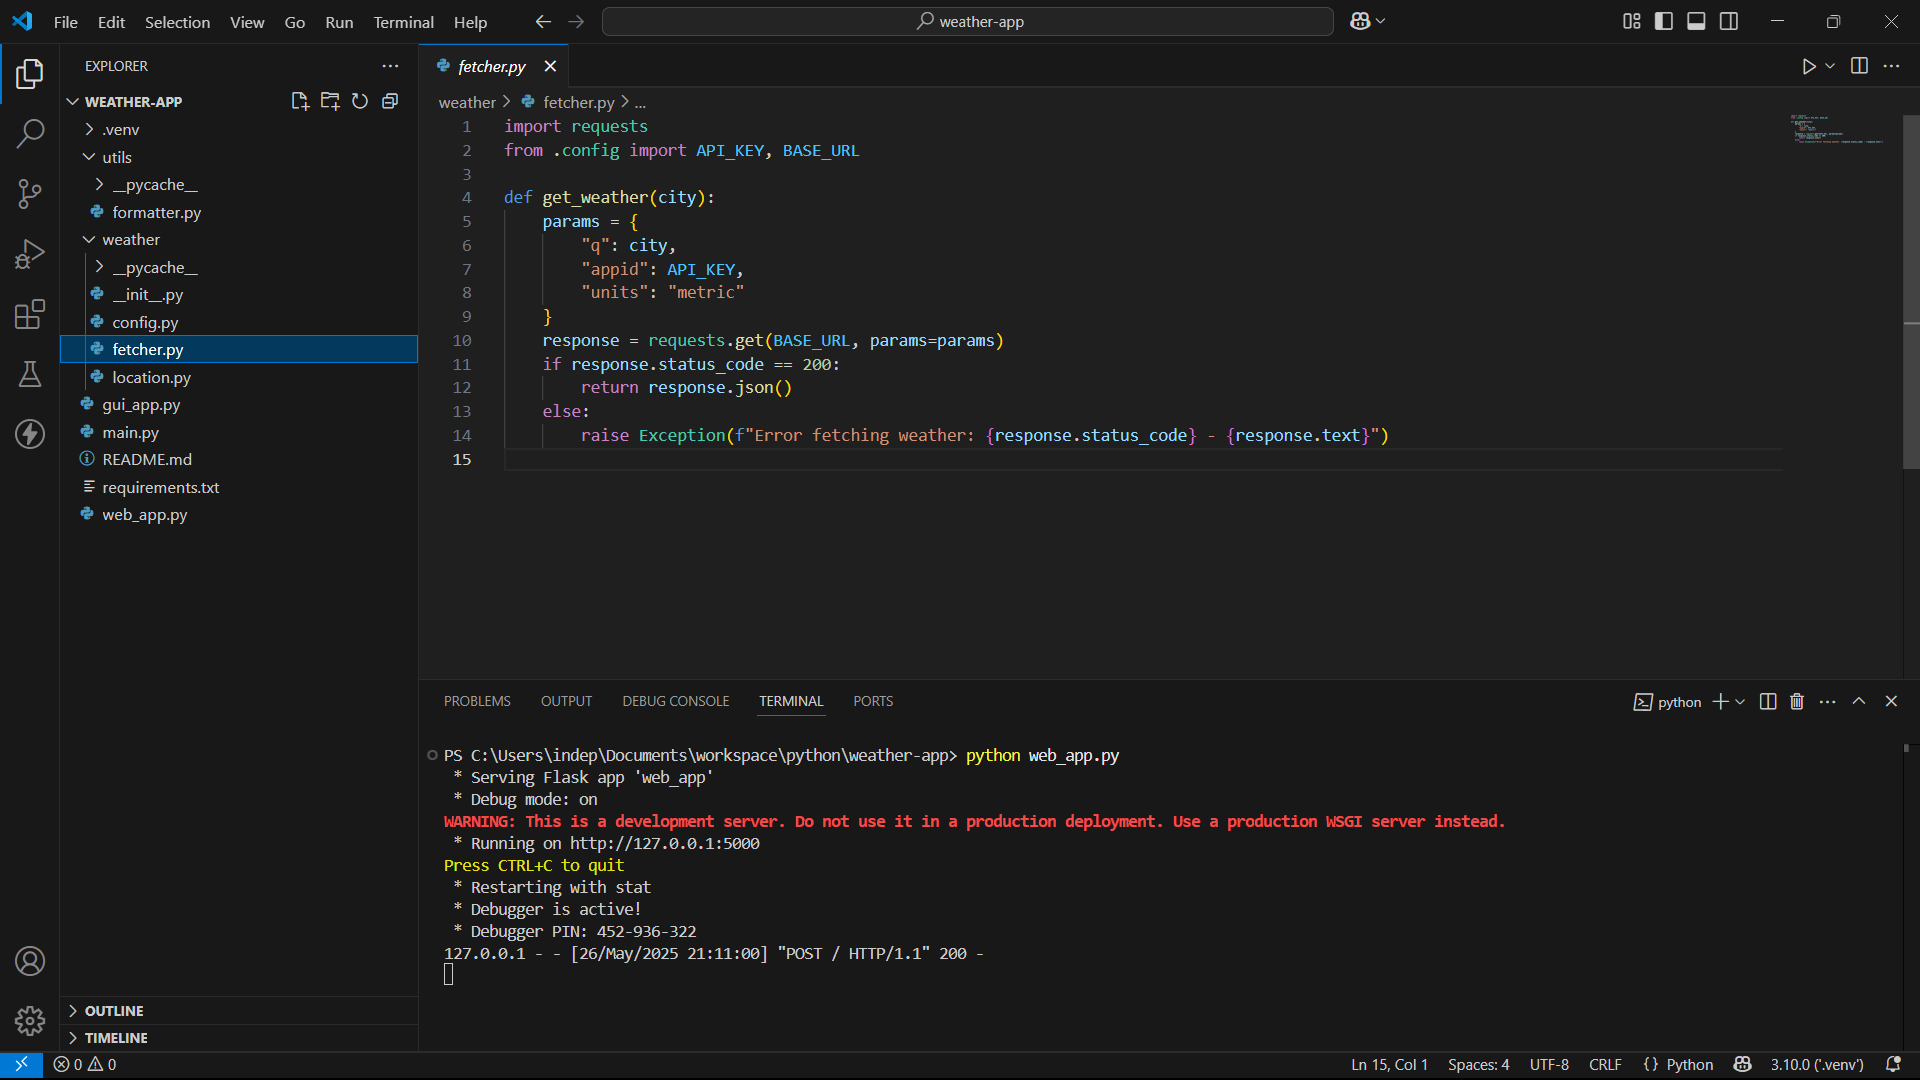 File Edit Selection View Go Run Terminal Help
weather-app
EXPLORER
WEATHER-APP
.venv
utils
__pycache__
formatter.py
weather
__pycache__
__init__.py
config.py
fetcher.py
location.py
gui_app.py
main.py
README.md
requirements.txt
web_app.py
OUTLINE
TIMELINE
fetcher.py
weather > fetcher.py > ...
1 import requests
2 from .config import API_KEY, BASE_URL
3
4 def get_weather(city):
5     params = {
6         "q": city,
7         "appid": API_KEY,
8         "units": "metric"
9     }
10     response = requests.get(BASE_URL, params=params)
11     if response.status_code == 200:
12         return response.json()
13     else:
14         raise Exception(f"Error fetching weather: {response.status_code} - {response.text}")
15
PROBLEMS OUTPUT DEBUG CONSOLE TERMINAL PORTS
python
PS C:\Users\indep\Documents\workspace\python\weather-app> python web_app.py
 * Serving Flask app 'web_app'
 * Debug mode: on
WARNING: This is a development server. Do not use it in a production deployment. Use a production WSGI server instead.
 * Running on http://127.0.0.1:5000
Press CTRL+C to quit
 * Restarting with stat
 * Debugger is active!
 * Debugger PIN: 452-936-322
127.0.0.1 - - [26/May/2025 21:11:00] "POST / HTTP/1.1" 200 -
0 0
Ln 15, Col 1 Spaces: 4 UTF-8 CRLF {} Python 3.10.0 ('.venv')